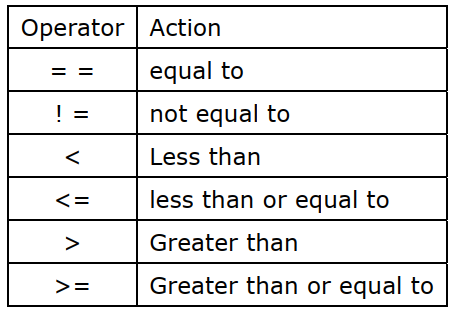 Operator Action
= = equal to
! = not equal to
< Less than
<= less than or equal to
> Greater than
>= Greater than or equal to